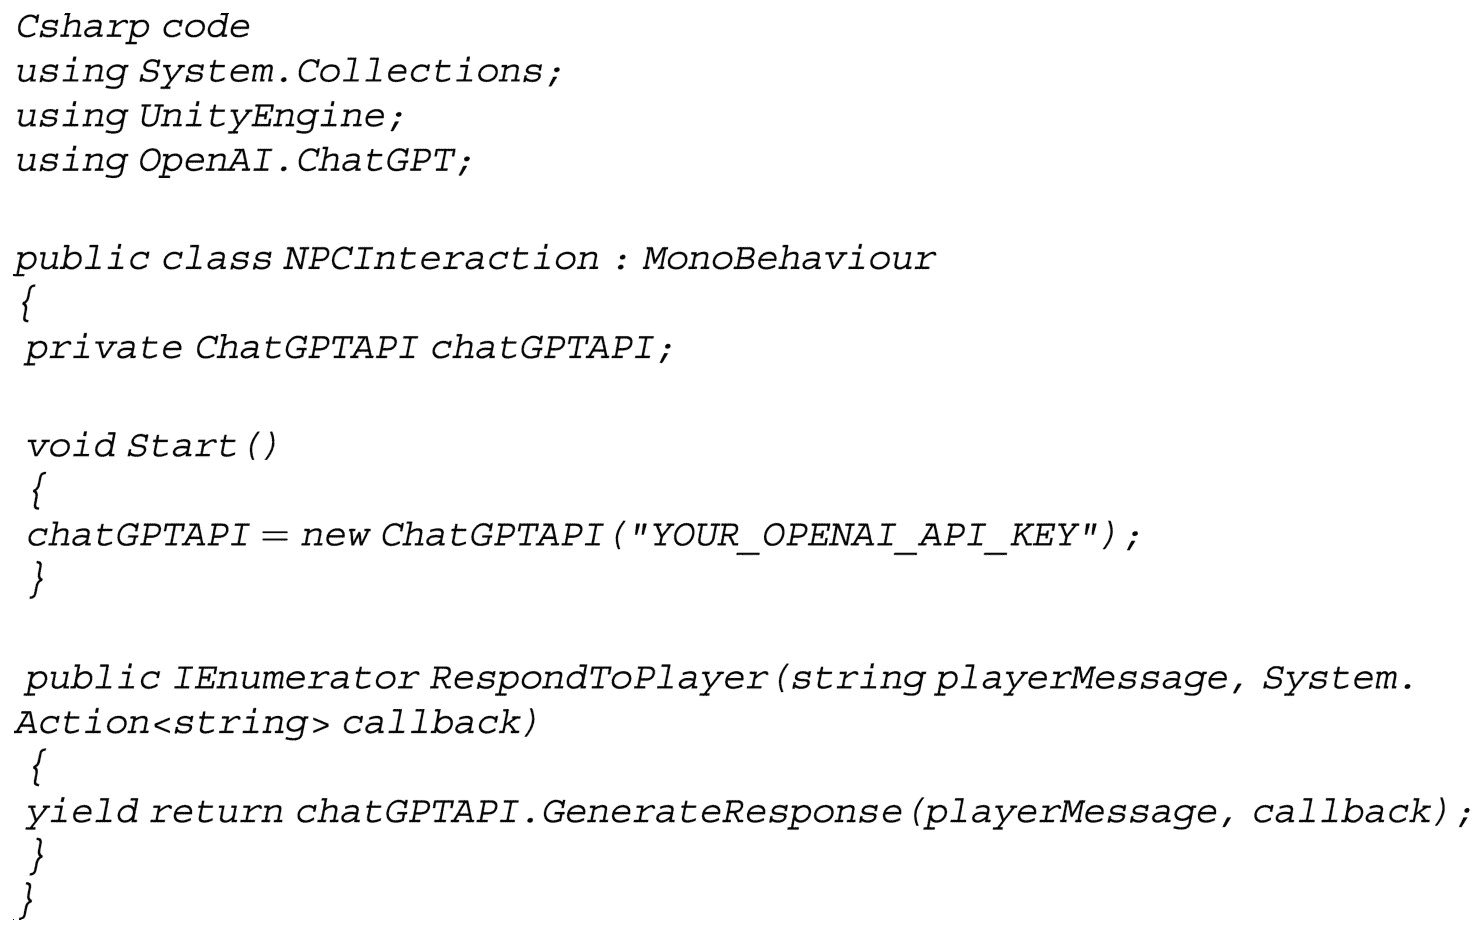 Csharp code
using System.Collections;
using UnityEngine;
using OpenAI.ChatGPT;
public class NPCInteraction : MonoBehaviour
{
private ChatGPTAPI chatGPTAPI;
void Start()
{
chatGPTAPI = new ChatGPTAPI("YOUR_OPENAI_API_KEY");
}
public IEnumerator RespondToPlayer(string playerMessage, System.
Action<string> callback)
{
yield return chatGPTAPI.GenerateResponse(playerMessage, callback);
}
}